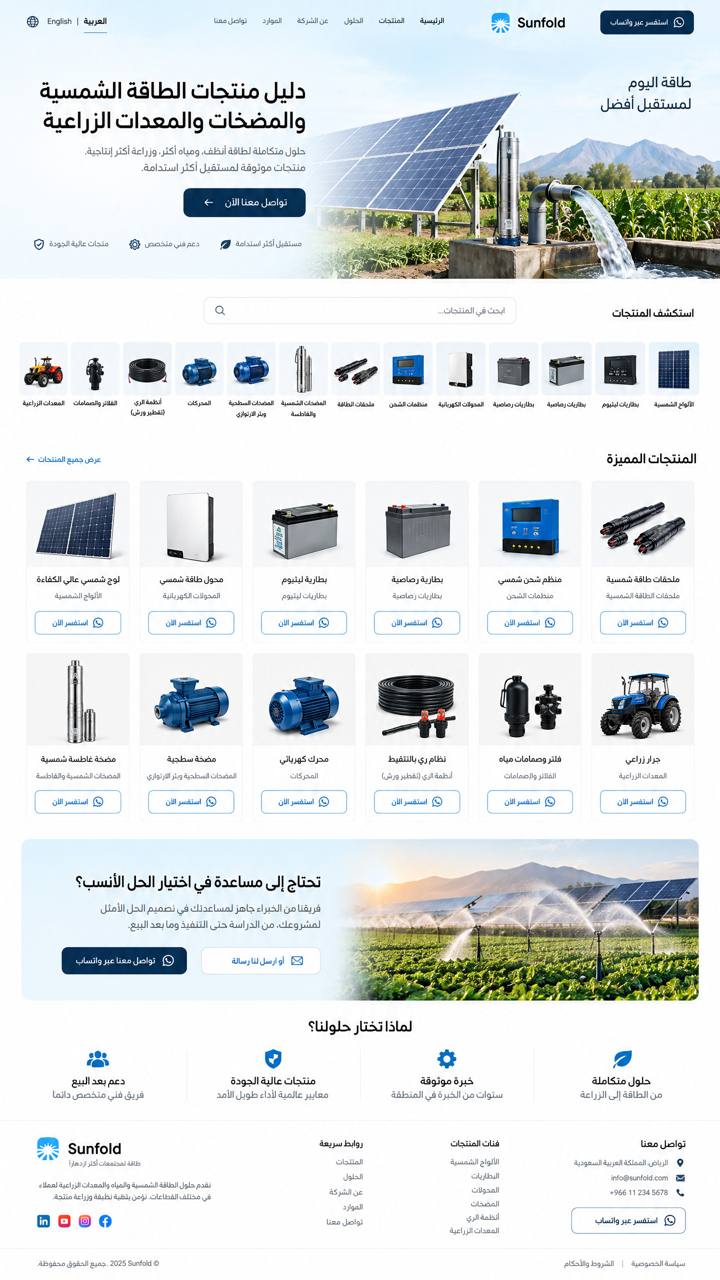 استفسر عبر واتساب
Sunfold
الرئيسية
المنتجات
الحلول
عن الشركة
الموارد
تواصل معنا
العربية | English
طاقة اليوم
لمستقبل أفضل
دليل منتجات الطاقة الشمسية
والمضخات والمعدات الزراعية
حلول متكاملة لطاقة أنظف، ومياه أكثر، وزراعة أكثر إنتاجية.
منتجات موثوقة لمستقبل أكثر استدامة.
تواصل معنا الآن
مستقبل أكثر استدامة
دعم فني متخصص
منتجات عالية الجودة
استكشف المنتجات
ابحث في المنتجات...
الألواح الشمسية
بطاريات ليثيوم
بطاريات رصاصية
بطاريات رصاصية
المحولات الكهربائية
منظمات الشحن
ملحقات الطاقة
المضخات الشمسية
والغاطسة
المضخات السطحية
وبئر الارتوازي
المحركات
أنظمة الري
(تقطير ورش)
الفلاتر والصمامات
المعدات الزراعية
المنتجات المميزة
عرض جميع المنتجات
ملحقات طاقة شمسية
ملحقات الطاقة الشمسية
استفسر الآن
منظم شحن شمسي
منظمات الشحن
استفسر الآن
بطارية رصاصية
بطاريات رصاصية
استفسر الآن
بطارية ليثيوم
بطاريات ليثيوم
استفسر الآن
محول طاقة شمسي
المحولات الكهربائية
استفسر الآن
لوح شمسي عالي الكفاءة
الألواح الشمسية
استفسر الآن
جرار زراعي
المعدات الزراعية
استفسر الآن
فلتر وصمامات مياه
الفلاتر والصمامات
استفسر الآن
نظام ري بالتنقيط
أنظمة الري (تقطير ورش)
استفسر الآن
محرك كهربائي
المحركات
استفسر الآن
مضخة سطحية
المضخات السطحية وبئر الارتوازي
استفسر الآن
مضخة غاطسة شمسية
المضخات الشمسية والغاطسة
استفسر الآن
تحتاج إلى مساعدة في اختيار الحل الأنسب؟
فريقنا من الخبراء جاهز لمساعدتك في تصميم الحل الأمثل
لمشروعك، من الدراسة حتى التنفيذ وما بعد البيع.
أو ارسل لنا رسالة
تواصل معنا عبر واتساب
لماذا تختار حلولنا؟
حلول متكاملة
من الطاقة إلى الزراعة
خبرة موثوقة
سنوات من الخبرة في المنطقة
منتجات عالية الجودة
معايير عالمية لأداء طويل الأمد
دعم بعد البيع
فريق فني متخصص دائماً
تواصل معنا
الرياض، المملكة العربية السعودية
info@sunfold.com
+966 11 234 5678
استفسر عبر واتساب
فئات المنتجات
الألواح الشمسية
البطاريات
المحولات
المضخات
أنظمة الري
المعدات الزراعية
روابط سريعة
المنتجات
الحلول
عن الشركة
الموارد
تواصل معنا
Sunfold
طاقة لمجتمعات أكثر ازدهاراً
نقدم حلول الطاقة الشمسية والمياه والمعدات الزراعية لعملاء
في مختلف القطاعات. نؤمن بتقنية نظيفة وزراعة منتجة.
سياسة الخصوصية | الشروط والأحكام
© 2025 Sunfold. جميع الحقوق محفوظة.